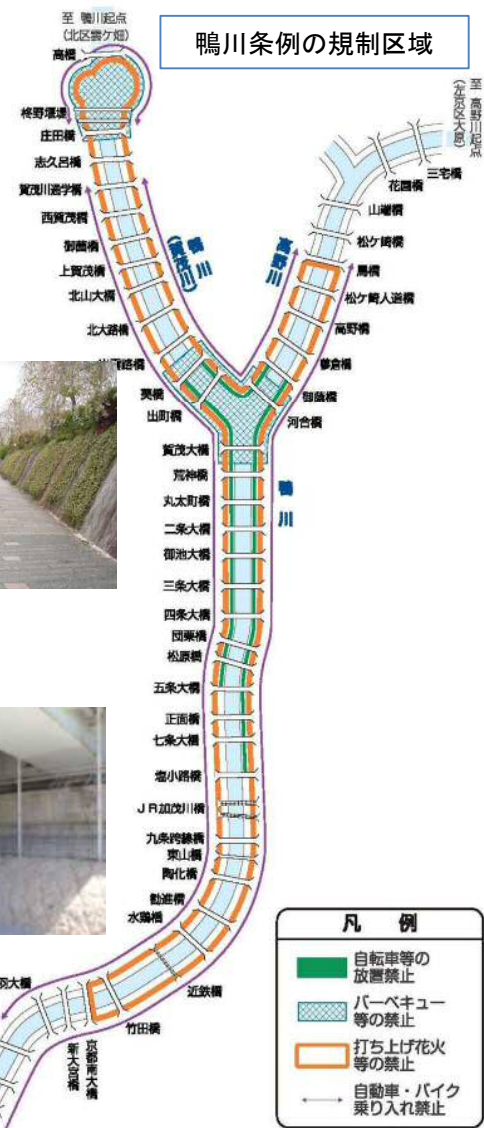 鴨川条例の規制区域
至 鴨川起点
(北区雲ケ畑)
高橋
柊野堰堤
庄田橋
志久呂橋
賀茂川通学橋
西賀茂橋
御薗橋
上賀茂橋
北山大橋
北大路橋
葵橋
出町橋
賀茂大橋
荒神橋
丸太町橋
二条大橋
御池大橋
三条大橋
四条大橋
団栗橋
松原橋
五条大橋
正面橋
七条大橋
塩小路橋
JR加茂川橋
九条跨線橋
東山橋
陶化橋
勧進橋
水鶏橋
羽大橋
至 高野川起点
(左京区大原)
三宅橋
花園橋
山端橋
松ケ崎橋
馬橋
松ケ崎人道橋
高野橋
蓼倉橋
御蔭橋
河合橋
鴨川
(賀茂川)
高野川
鴨川
近鉄橋
竹田橋
京都南大橋
新大宮橋
凡 例
自転車等の
放置禁止
バーベキュー
等の禁止
打ち上げ花火
等の禁止
自動車・バイク
乗り入れ禁止